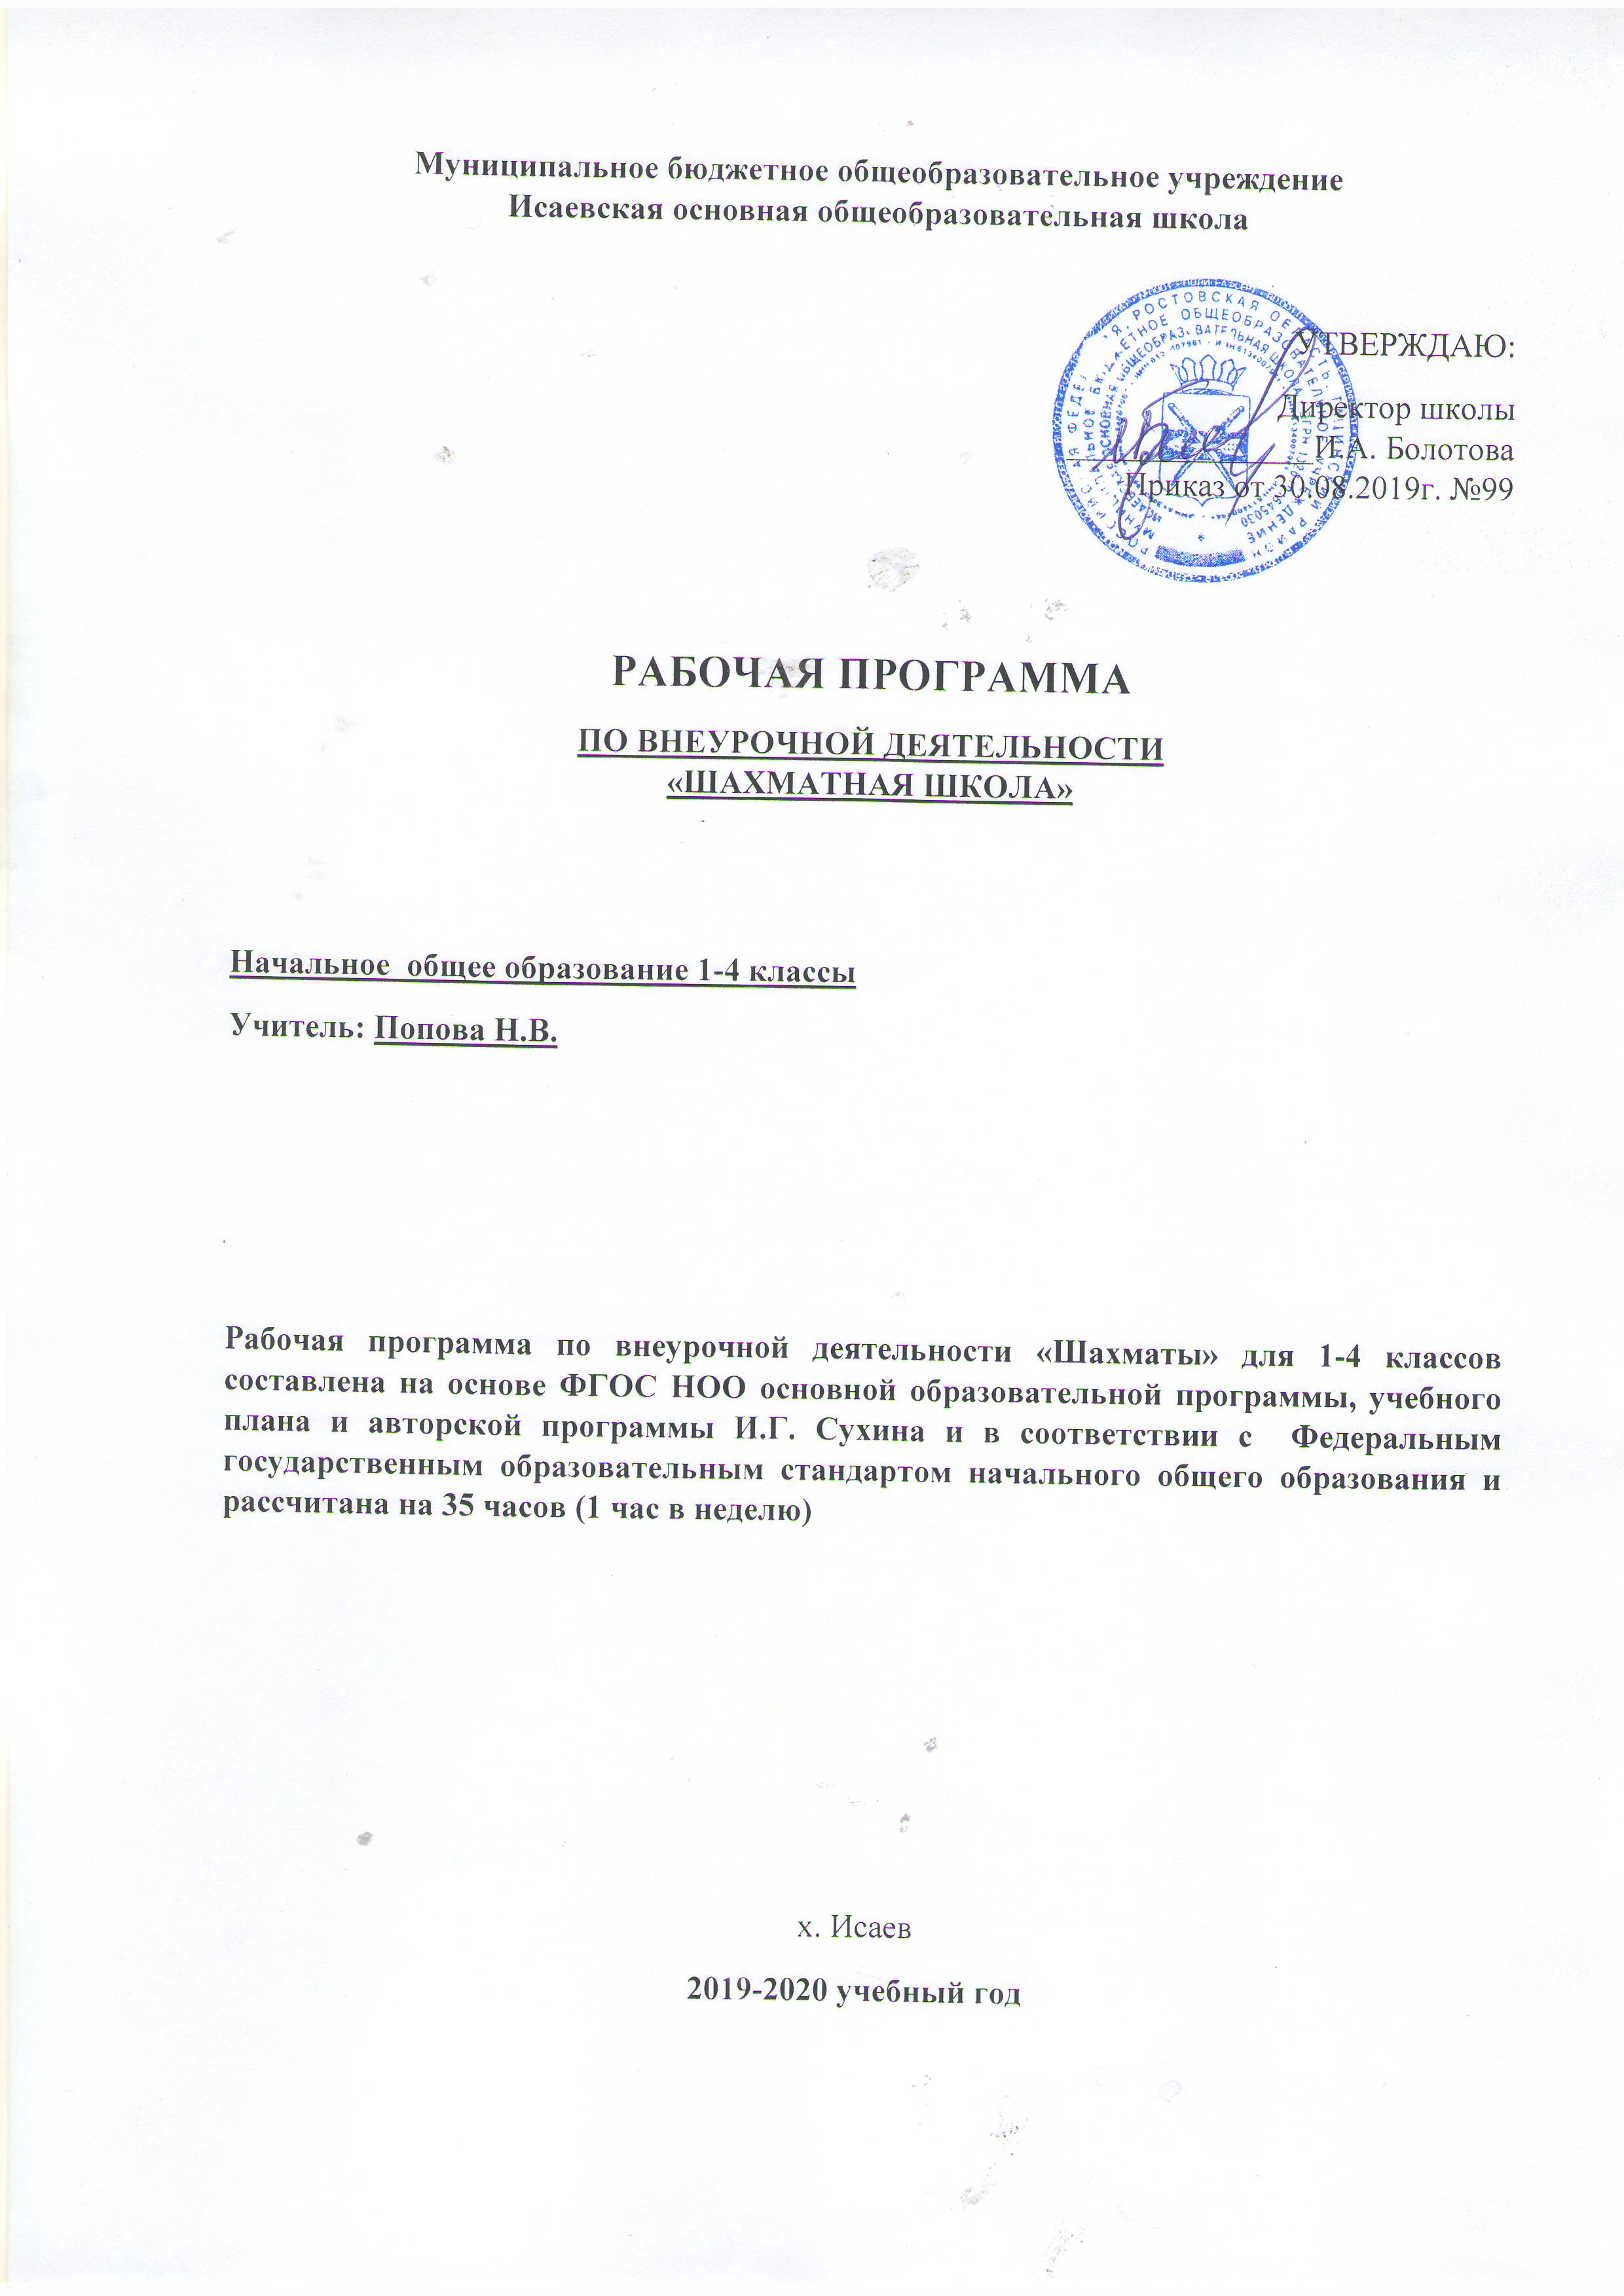 Муниципальное бюджетное общеобразовательное учреждение
Исаевская основная общеобразовательная школа
УТВЕРЖДАЮ:
Директор школы
И.А. Болотова
Приказ от 30.08.2019г. №99
РАБОЧАЯ ПРОГРАММА
ПО ВНЕУРОЧНОЙ ДЕЯТЕЛЬНОСТИ
«ШАХМАТНАЯ ШКОЛА»
Начальное общее образование 1-4 классы
Учитель: Попова Н.В.
Рабочая программа по внеурочной деятельности «Шахматы» для 1-4 классов
составлена на основе ФГОС НОО основной образовательной программы, учебного
плана и авторской программы И.Г. Сухина и в соответствии с Федеральным
государственным образовательным стандартом начального общего образования и
рассчитана на 35 часов (1 час в неделю)
х. Исаев
2019-2020 учебный год